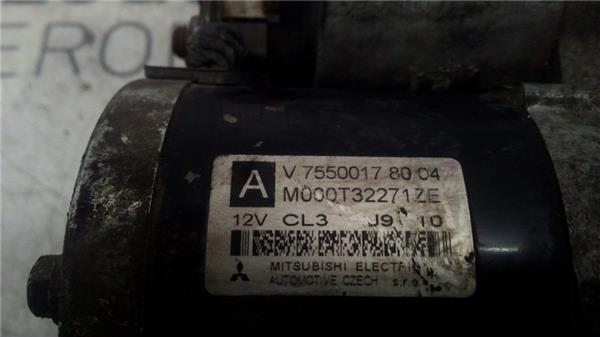 A
V 7550017 80 04
M000T32271ZE
12V CL3 J9 10
MITSUBISHI ELECTRIC
AUTOMOTIVE CZECH s.r.o.